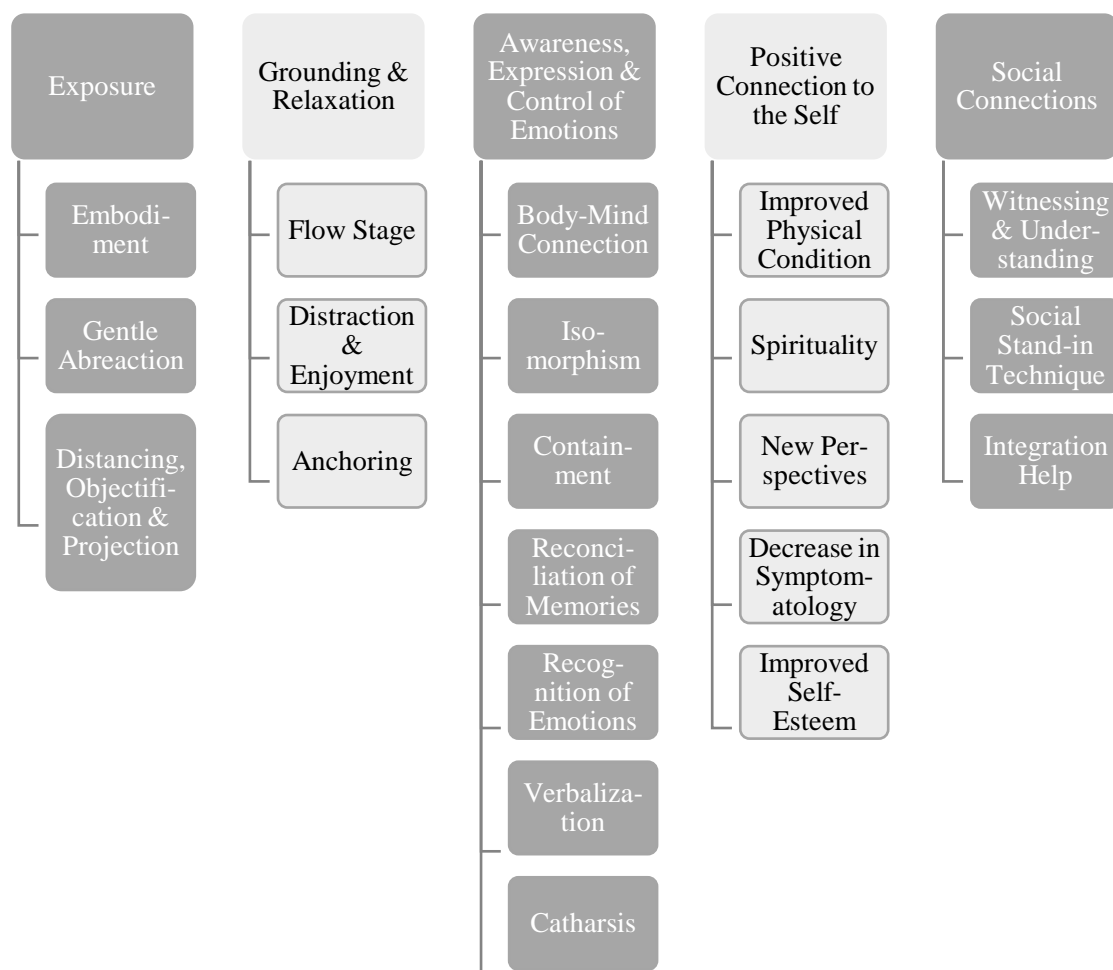 Exposure
Embodi-
ment
Gentle
Abreaction
Distancing,
Objectifi-
cation &
Projection
Grounding &
Relaxation
Flow Stage
Distraction
&
Enjoyment
Anchoring
Awareness,
Expression &
Control of
Emotions
Body-Mind
Connection
Iso-
morphism
Contain-
ment
Reconci-
liation of
Memories
Recog-
nition of
Emotions
Verbaliza-
tion
Catharsis
Positive
Connection to
the Self
Improved
Physical
Condition
Spirituality
New Per-
spectives
Decrease in
Symptom-
atology
Improved
Self-
Esteem
Social
Connections
Witnessing
& Under-
standing
Social
Stand-in
Technique
Integration
Help